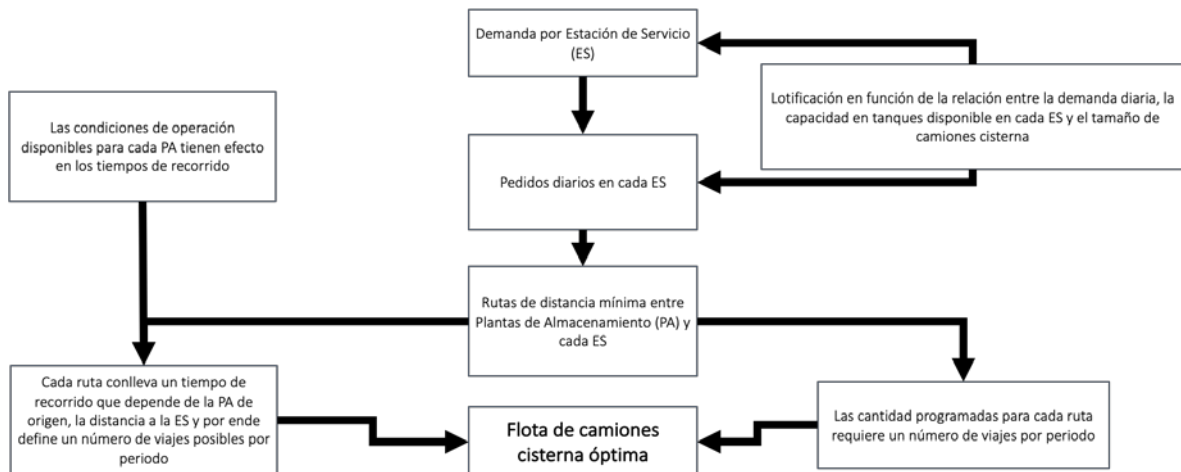 Demanda por Estación de Servicio
(ES)
Lotificación en función de la relación entre la demanda diaria, la
capacidad en tanques disponible en cada ES y el tamaño de
camiones cisterna
Las condiciones de operación
disponibles para cada PA tienen efecto
en los tiempos de recorrido
Pedidos diarios en cada ES
Rutas de distancia mínima entre
Plantas de Almacenamiento (PA) y
cada ES
Cada ruta conlleva un tiempo de
recorrido que depende de la PA de
origen, la distancia a la ES y por ende
define un número de viajes posibles por
periodo
Flota de camiones
cisterna óptima
Las cantidad programadas para cada ruta
requiere un número de viajes por periodo